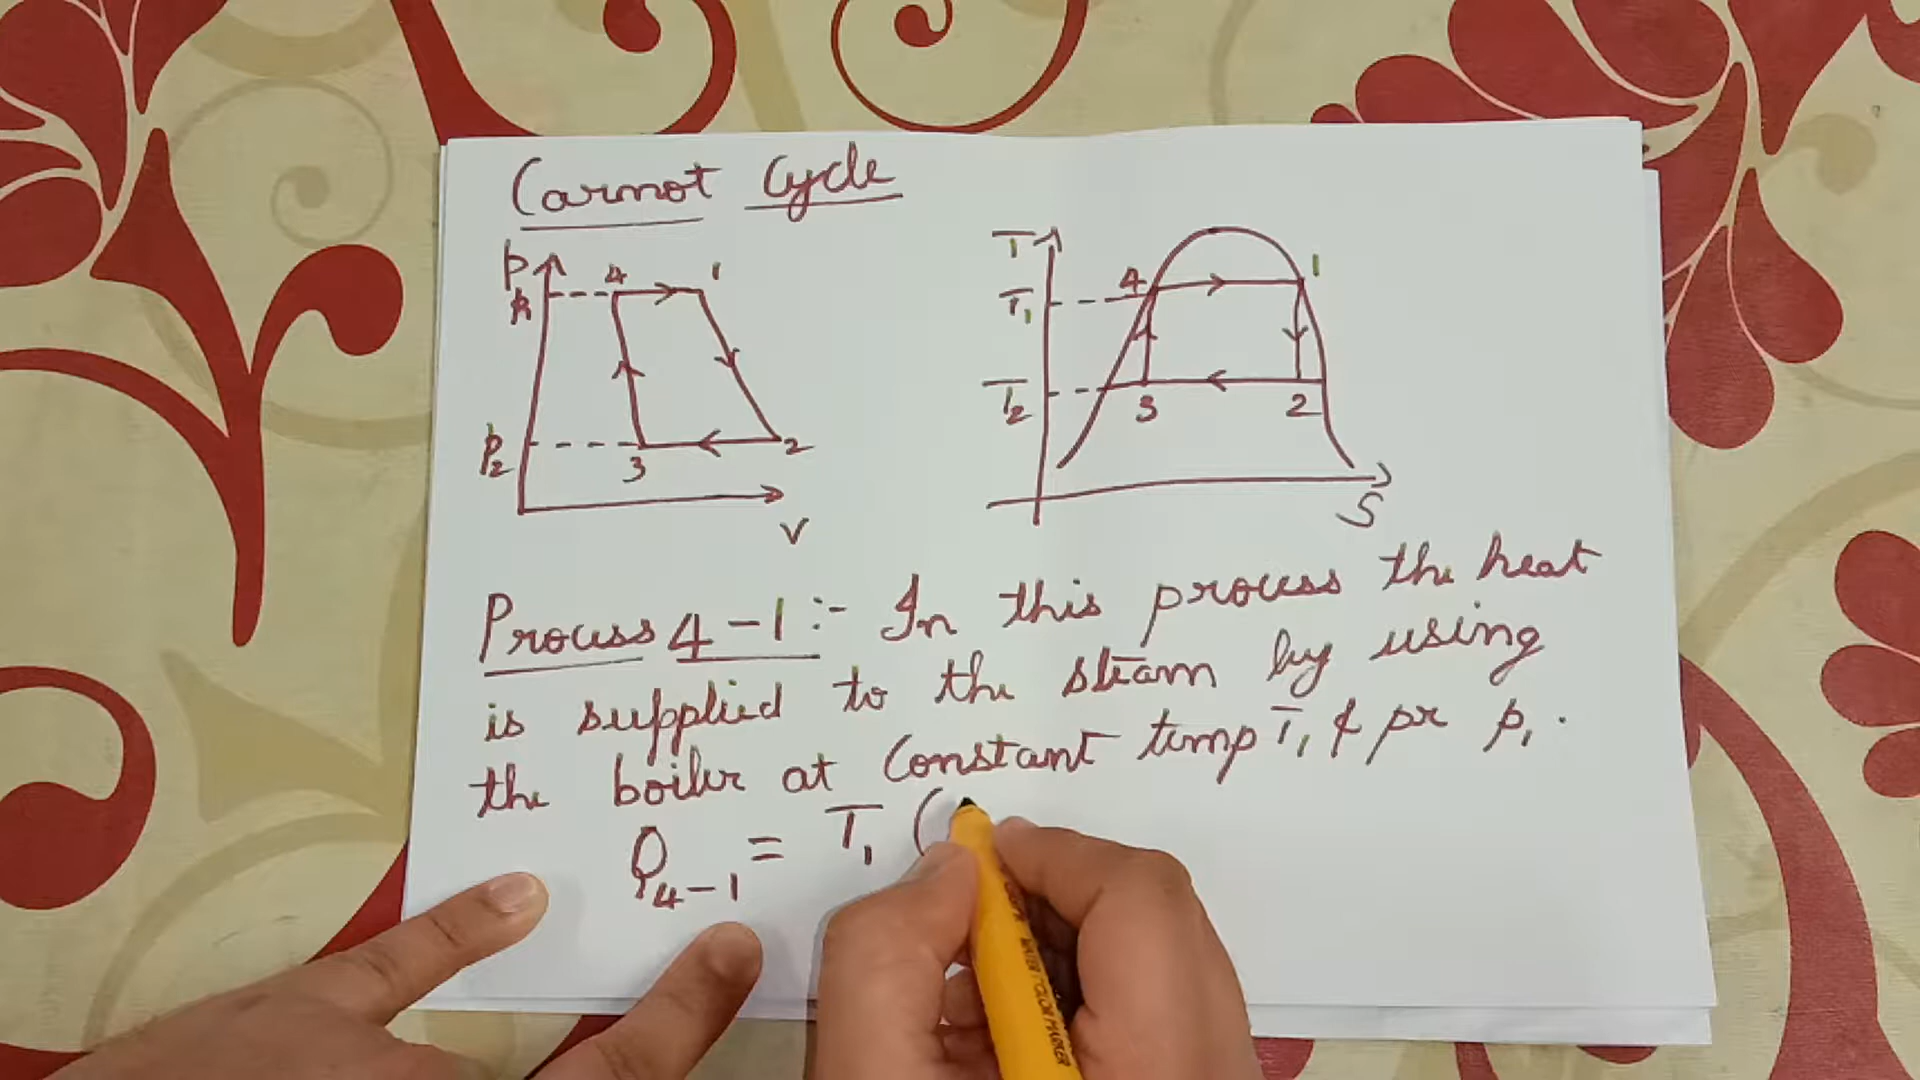 Carnot Cycle
P
4
1
P1
P2
3
2
V
T
4
1
T1
T2
3
2
S
Process 4-1 :- In this process the heat
is supplied to the steam by using
the boiler at Constant temp T1 & pr p1.
Q4-1 = T1 (